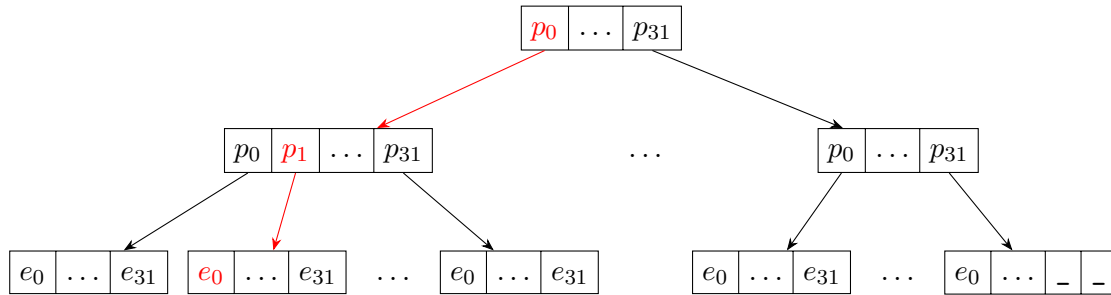 p₀ … p₃₁
p₀ p₁ … p₃₁ … p₀ … p₃₁
e₀ … e₃₁ e₀ … e₃₁ … e₀ … e₃₁ e₀ … e₃₁ … e₀ … _ _